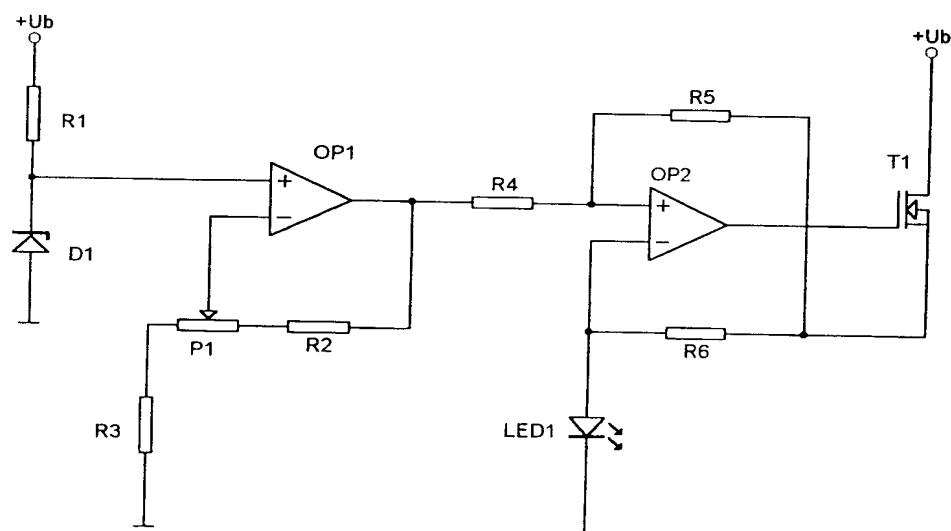 +Ub
R1
D1
OP1
+
−
P1
R2
R3
R4
R5
OP2
+
−
R6
LED1
T1
+Ub